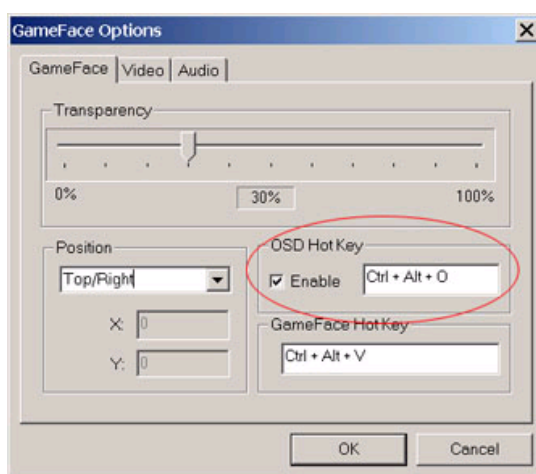 GameFace Options
GameFace Video Audio
Transparency
0% 30% 100%
Position
Top/Right
X: 0
Y: 0
OSD Hot Key
Enable Ctrl + Alt + O
GameFace Hot Key
Ctrl + Alt + V
OK Cancel